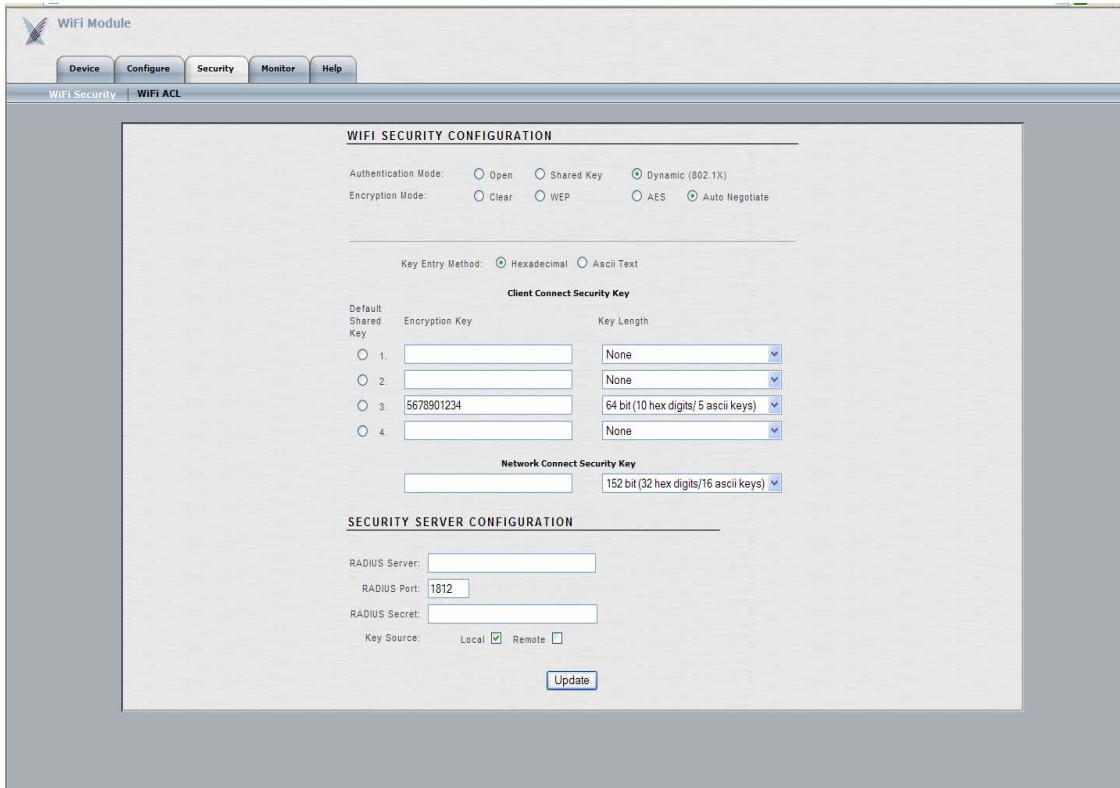 WiFi Module
Device Configure Security Monitor Help
WiFi Security WiFi ACL
WIFI SECURITY CONFIGURATION
Authentication Mode: Open Shared Key Dynamic (802.1X)
Encryption Mode: Clear WEP AES Auto Negotiate
Key Entry Method: Hexadecimal Ascii Text
Client Connect Security Key
Default
Shared Encryption Key Key Length
Key
1. None
2. None
3. 5678901234 64 bit (10 hex digits/ 5 ascii keys)
4. None
Network Connect Security Key
152 bit (32 hex digits/16 ascii keys)
SECURITY SERVER CONFIGURATION
RADIUS Server:
RADIUS Port: 1812
RADIUS Secret:
Key Source: Local Remote
Update